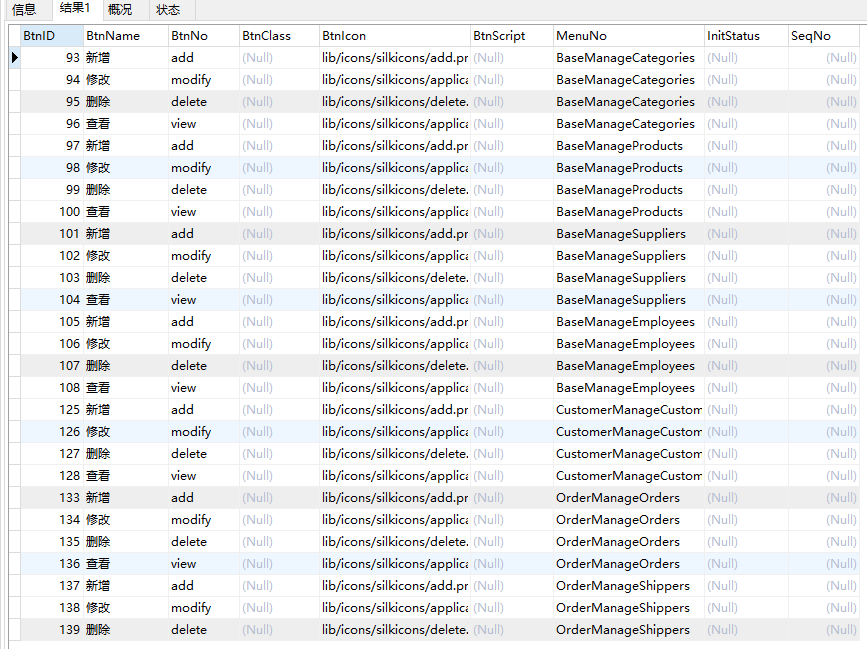 信息 结果1 概况 状态
BtnID BtnName BtnNo BtnClass BtnIcon BtnScript MenuNo InitStatus SeqNo
93 新增 add (Null) lib/icons/silkicons/add.pr (Null) BaseManageCategories (Null) (Null)
94 修改 modify (Null) lib/icons/silkicons/applica (Null) BaseManageCategories (Null) (Null)
95 删除 delete (Null) lib/icons/silkicons/delete. (Null) BaseManageCategories (Null) (Null)
96 查看 view (Null) lib/icons/silkicons/applica (Null) BaseManageCategories (Null) (Null)
97 新增 add (Null) lib/icons/silkicons/add.pr (Null) BaseManageProducts (Null) (Null)
98 修改 modify (Null) lib/icons/silkicons/applica (Null) BaseManageProducts (Null) (Null)
99 删除 delete (Null) lib/icons/silkicons/delete. (Null) BaseManageProducts (Null) (Null)
100 查看 view (Null) lib/icons/silkicons/applica (Null) BaseManageProducts (Null) (Null)
101 新增 add (Null) lib/icons/silkicons/add.pr (Null) BaseManageSuppliers (Null) (Null)
102 修改 modify (Null) lib/icons/silkicons/applica (Null) BaseManageSuppliers (Null) (Null)
103 删除 delete (Null) lib/icons/silkicons/delete. (Null) BaseManageSuppliers (Null) (Null)
104 查看 view (Null) lib/icons/silkicons/applica (Null) BaseManageSuppliers (Null) (Null)
105 新增 add (Null) lib/icons/silkicons/add.pr (Null) BaseManageEmployees (Null) (Null)
106 修改 modify (Null) lib/icons/silkicons/applica (Null) BaseManageEmployees (Null) (Null)
107 删除 delete (Null) lib/icons/silkicons/delete. (Null) BaseManageEmployees (Null) (Null)
108 查看 view (Null) lib/icons/silkicons/applica (Null) BaseManageEmployees (Null) (Null)
125 新增 add (Null) lib/icons/silkicons/add.pr (Null) CustomerManageCustom (Null) (Null)
126 修改 modify (Null) lib/icons/silkicons/applica (Null) CustomerManageCustom (Null) (Null)
127 删除 delete (Null) lib/icons/silkicons/delete. (Null) CustomerManageCustom (Null) (Null)
128 查看 view (Null) lib/icons/silkicons/applica (Null) CustomerManageCustom (Null) (Null)
133 新增 add (Null) lib/icons/silkicons/add.pr (Null) OrderManageOrders (Null) (Null)
134 修改 modify (Null) lib/icons/silkicons/applica (Null) OrderManageOrders (Null) (Null)
135 删除 delete (Null) lib/icons/silkicons/delete. (Null) OrderManageOrders (Null) (Null)
136 查看 view (Null) lib/icons/silkicons/applica (Null) OrderManageOrders (Null) (Null)
137 新增 add (Null) lib/icons/silkicons/add.pr (Null) OrderManageShippers (Null) (Null)
138 修改 modify (Null) lib/icons/silkicons/applica (Null) OrderManageShippers (Null) (Null)
139 删除 delete (Null) lib/icons/silkicons/delete. (Null) OrderManageShippers (Null) (Null)